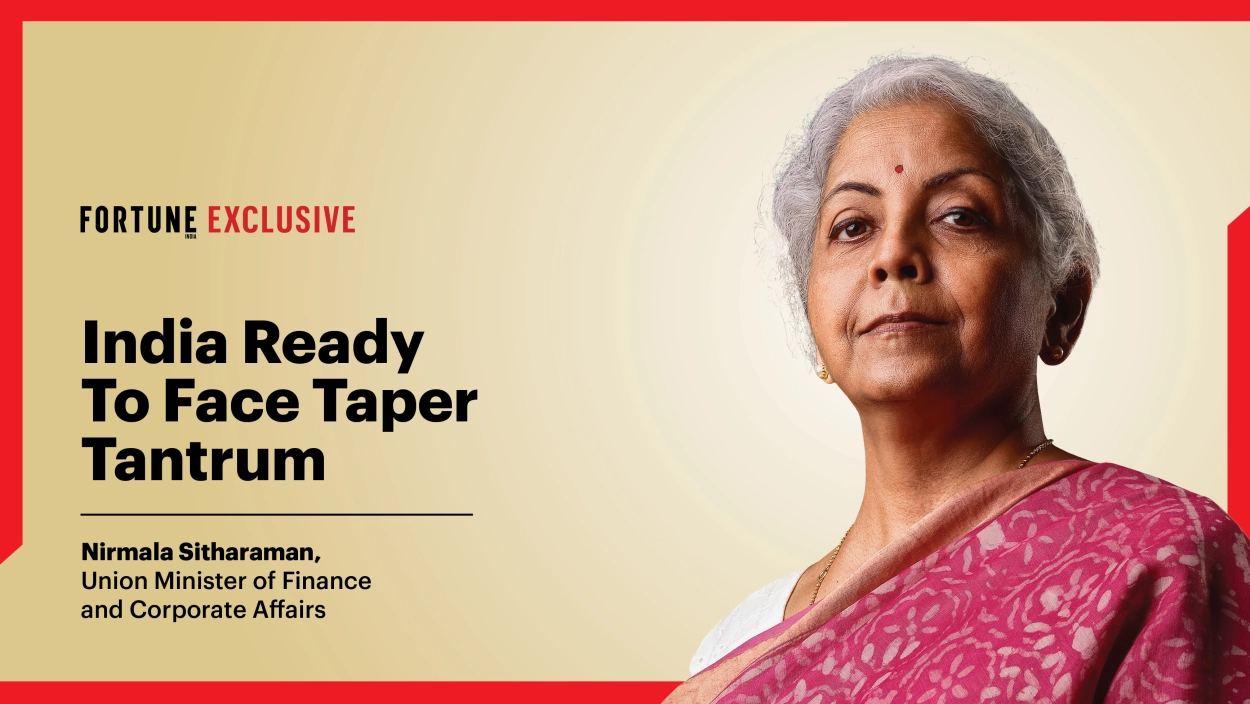 FORTUNE INDIA EXCLUSIVE
India Ready
To Face Taper
Tantrum
Nirmala Sitharaman,
Union Minister of Finance
and Corporate Affairs